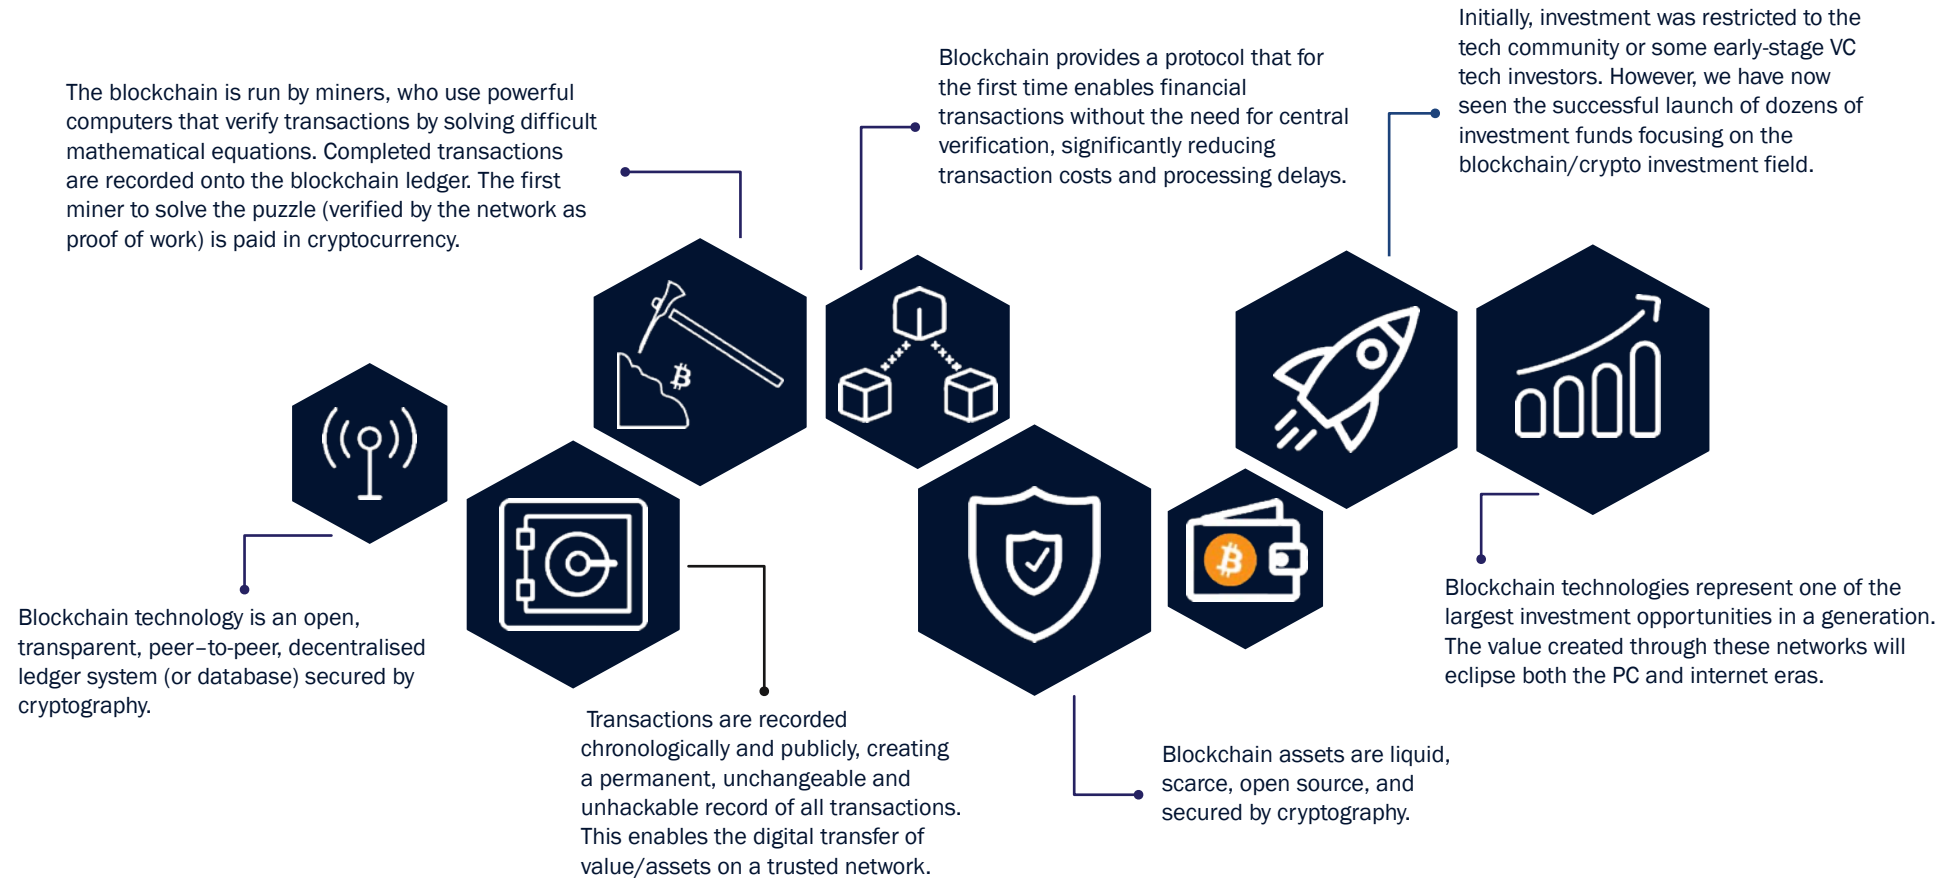 The blockchain is run by miners, who use powerful
computers that verify transactions by solving difficult
mathematical equations. Completed transactions
are recorded onto the blockchain ledger. The first
miner to solve the puzzle (verified by the network as
proof of work) is paid in cryptocurrency.
Blockchain provides a protocol that for
the first time enables financial
transactions without the need for central
verification, significantly reducing
transaction costs and processing delays.
Initially, investment was restricted to the
tech community or some early-stage VC
tech investors. However, we have now
seen the successful launch of dozens of
investment funds focusing on the
blockchain/crypto investment field.
Blockchain technology is an open,
transparent, peer–to-peer, decentralised
ledger system (or database) secured by
cryptography.
Transactions are recorded
chronologically and publicly, creating
a permanent, unchangeable and
unhackable record of all transactions.
This enables the digital transfer of
value/assets on a trusted network.
Blockchain assets are liquid,
scarce, open source, and
secured by cryptography.
Blockchain technologies represent one of the
largest investment opportunities in a generation.
The value created through these networks will
eclipse both the PC and internet eras.